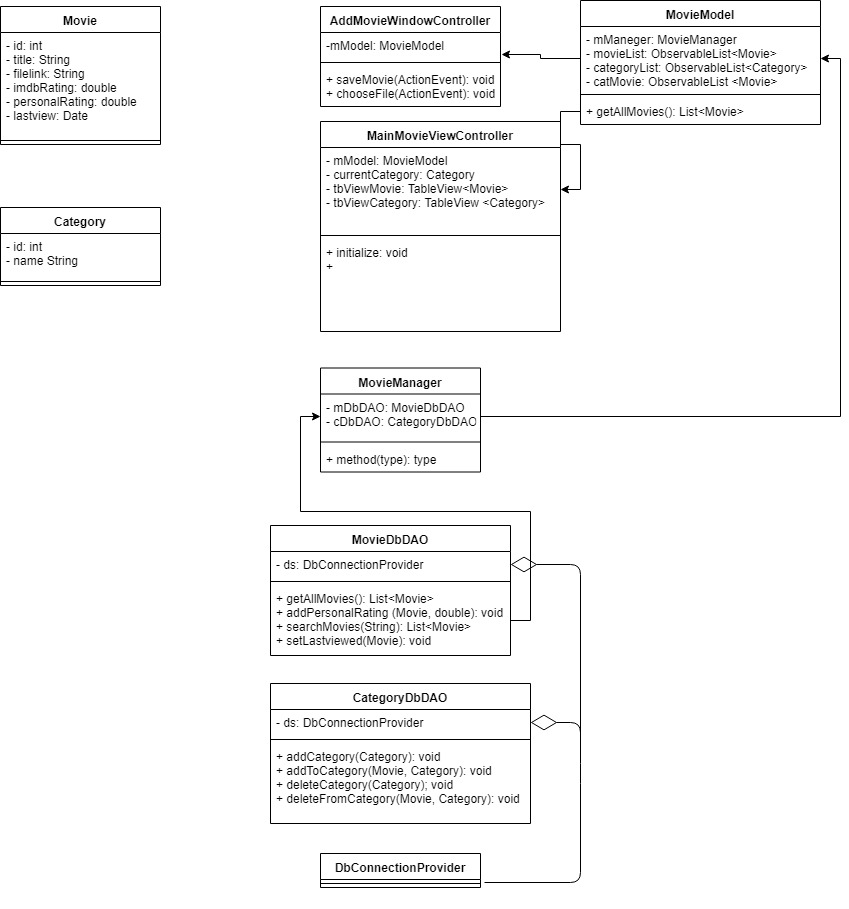 Movie
- id: int
- title: String
- filelink: String
- imdbRating: double
- personalRating: double
- lastview: Date
Category
- id: int
- name String
AddMovieWindowController
-mModel: MovieModel
+ saveMovie(ActionEvent): void
+ chooseFile(ActionEvent): void
MovieModel
- mManeger: MovieManager
- movieList: ObservableList<Movie>
- categoryList: ObservableList<Category>
- catMovie: ObservableList <Movie>
+ getAllMovies(): List<Movie>
MainMovieViewController
- mModel: MovieModel
- currentCategory: Category
- tbViewMovie: TableView<Movie>
- tbViewCategory: TableView <Category>
+ initialize: void
+
MovieManager
- mDbDAO: MovieDbDAO
- cDbDAO: CategoryDbDAO
+ method(type): type
MovieDbDAO
- ds: DbConnectionProvider
+ getAllMovies(): List<Movie>
+ addPersonalRating (Movie, double): void
+ searchMovies(String): List<Movie>
+ setLastviewed(Movie): void
CategoryDbDAO
- ds: DbConnectionProvider
+ addCategory(Category): void
+ addToCategory(Movie, Category): void
+ deleteCategory(Category); void
+ deleteFromCategory(Movie, Category): void
DbConnectionProvider